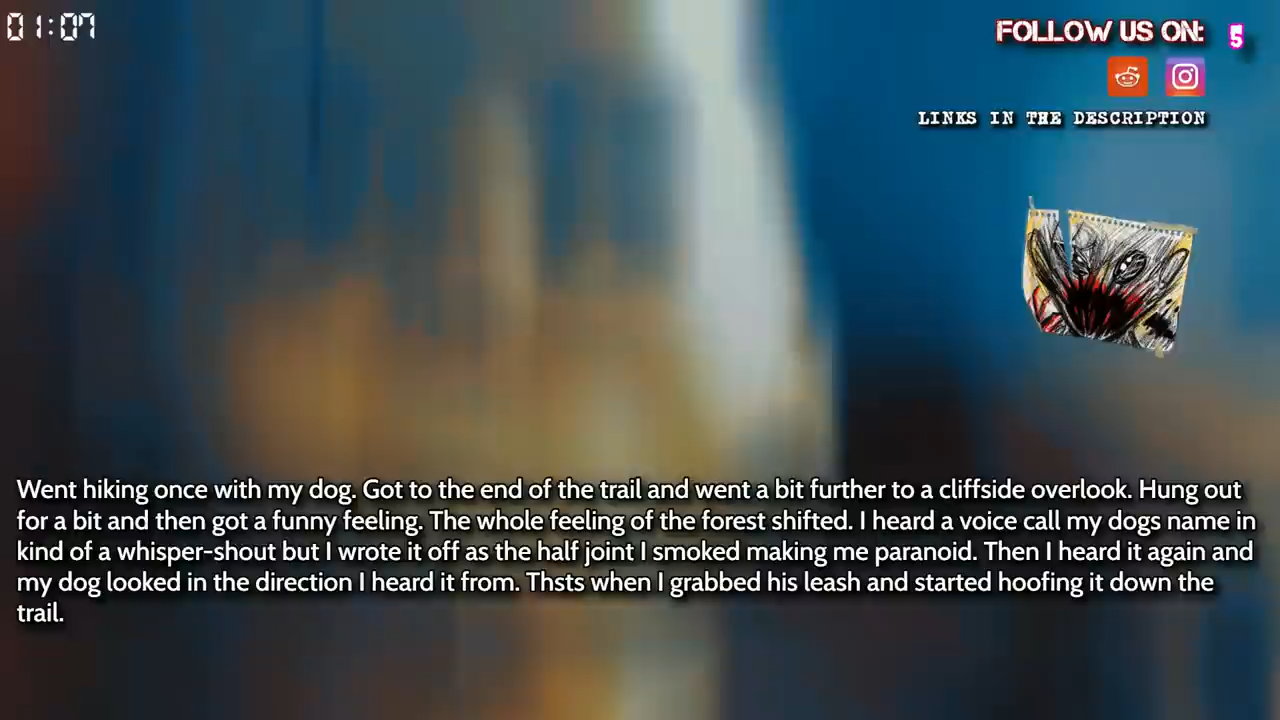 01:07
FOLLOW US ON:
5
LINKS IN THE DESCRIPTION
Went hiking once with my dog. Got to the end of the trail and went a bit further to a cliffside overlook. Hung out
for a bit and then got a funny feeling. The whole feeling of the forest shifted. I heard a voice call my dogs name in
kind of a whisper-shout but I wrote it off as the half joint I smoked making me paranoid. Then I heard it again and
my dog looked in the direction I heard it from. Thsts when I grabbed his leash and started hoofing it down the
trail.